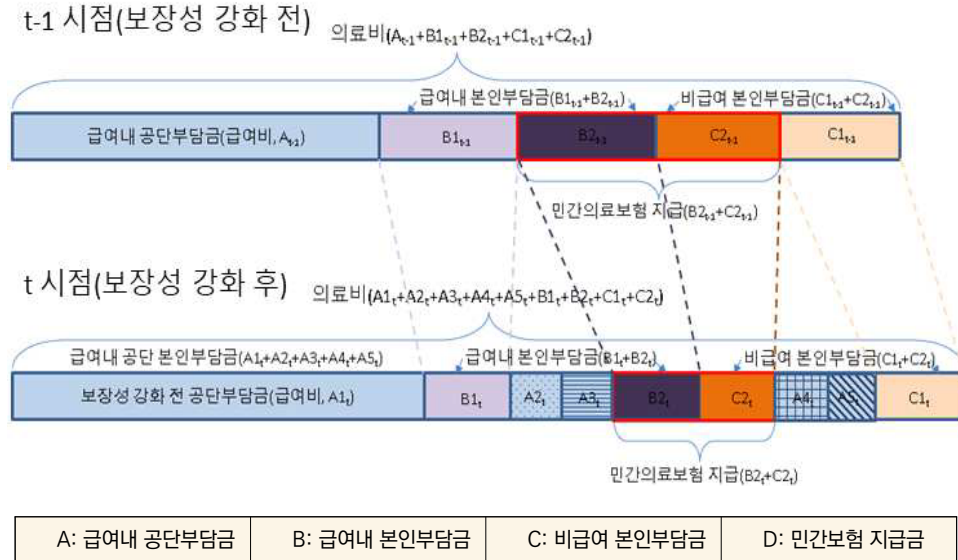 t-1 시점(보장성 강화 전)
의료비(Aₜ₋₁+B1ₜ₋₁+B2ₜ₋₁+C1ₜ₋₁+C2ₜ₋₁)
급여내 본인부담금(B1ₜ₋₁+B2ₜ₋₁)
비급여 본인부담금(C1ₜ₋₁+C2ₜ₋₁)
급여내 공단부담금(급여비, Aₜ₋₁)
B1ₜ₋₁
B2ₜ₋₁
C2ₜ₋₁
C1ₜ₋₁
민간의료보험 지급(B2ₜ₋₁+C2ₜ₋₁)
t 시점(보장성 강화 후)
의료비(A1ₜ+A2ₜ+A3ₜ+A4ₜ+A5ₜ+B1ₜ+B2ₜ+C1ₜ+C2ₜ)
급여내 공단 본인부담금(A1ₜ+A2ₜ+A3ₜ+A4ₜ+A5ₜ)
급여내 본인부담금(B1ₜ+B2ₜ)
비급여 본인부담금(C1ₜ+C2ₜ)
보장성 강화 전 공단부담금(급여비, A1ₜ)
B1ₜ
A2ₜ
A3ₜ
B2ₜ
C2ₜ
A4ₜ
A5ₜ
C1ₜ
민간의료보험 지급(B2ₜ+C2ₜ)
A: 급여내 공단부담금
B: 급여내 본인부담금
C: 비급여 본인부담금
D: 민간보험 지급금